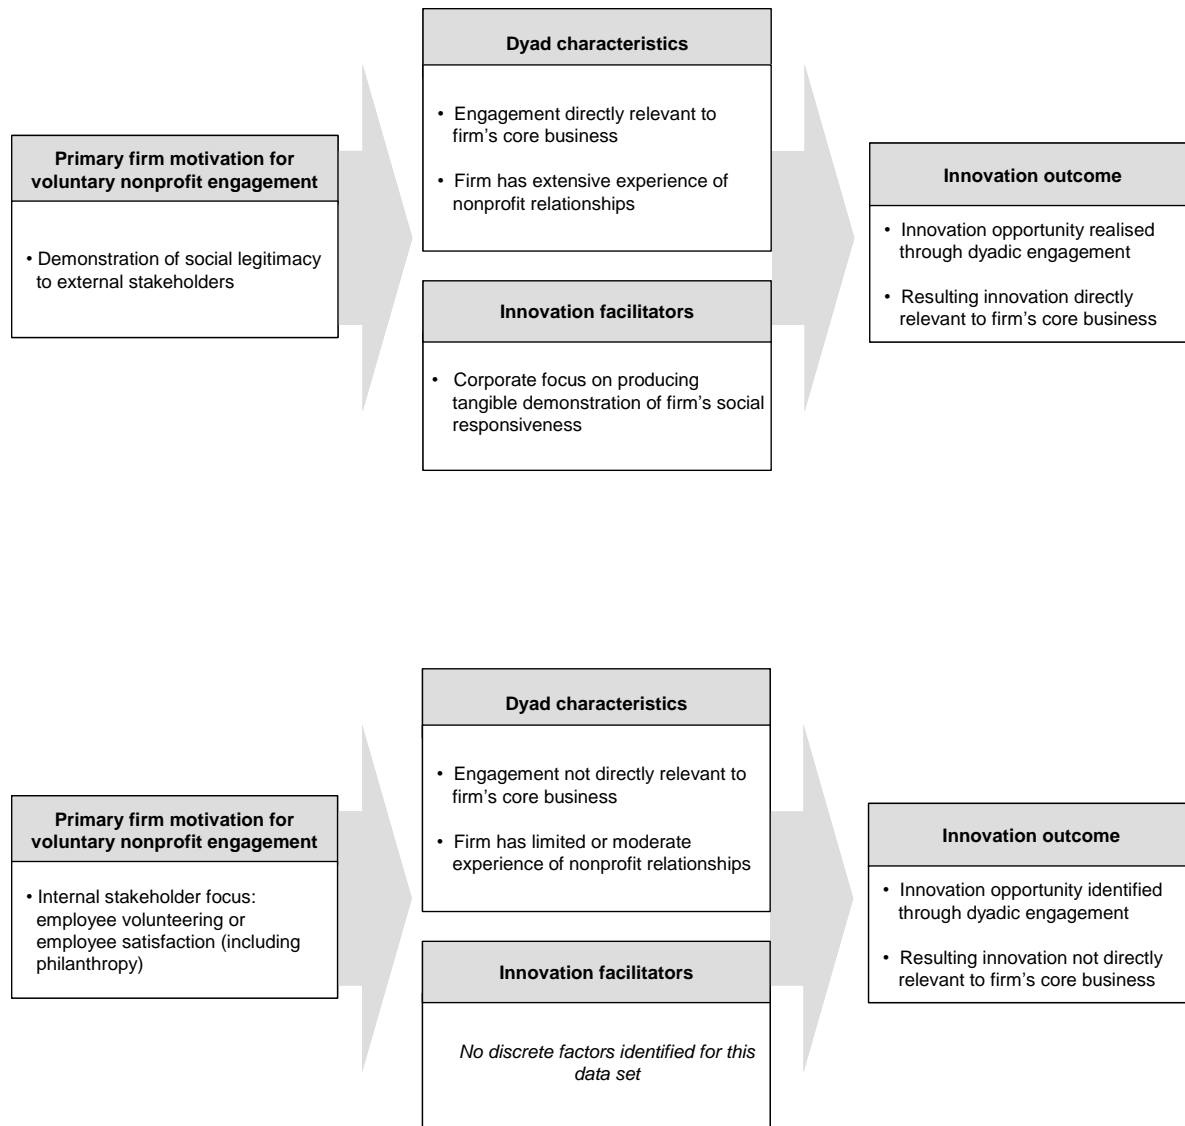 Dyad characteristics
• Engagement directly relevant to
firm's core business
• Firm has extensive experience of
nonprofit relationships
Primary firm motivation for
voluntary nonprofit engagement
• Demonstration of social legitimacy
to external stakeholders
Innovation facilitators
• Corporate focus on producing
tangible demonstration of firm's social
responsiveness
Innovation outcome
• Innovation opportunity realised
through dyadic engagement
• Resulting innovation directly
relevant to firm's core business
Dyad characteristics
• Engagement not directly relevant to
firm's core business
• Firm has limited or moderate
experience of nonprofit relationships
Primary firm motivation for
voluntary nonprofit engagement
• Internal stakeholder focus:
employee volunteering or
employee satisfaction (including
philanthropy)
Innovation facilitators
No discrete factors identified for this
data set
Innovation outcome
• Innovation opportunity identified
through dyadic engagement
• Resulting innovation not directly
relevant to firm's core business